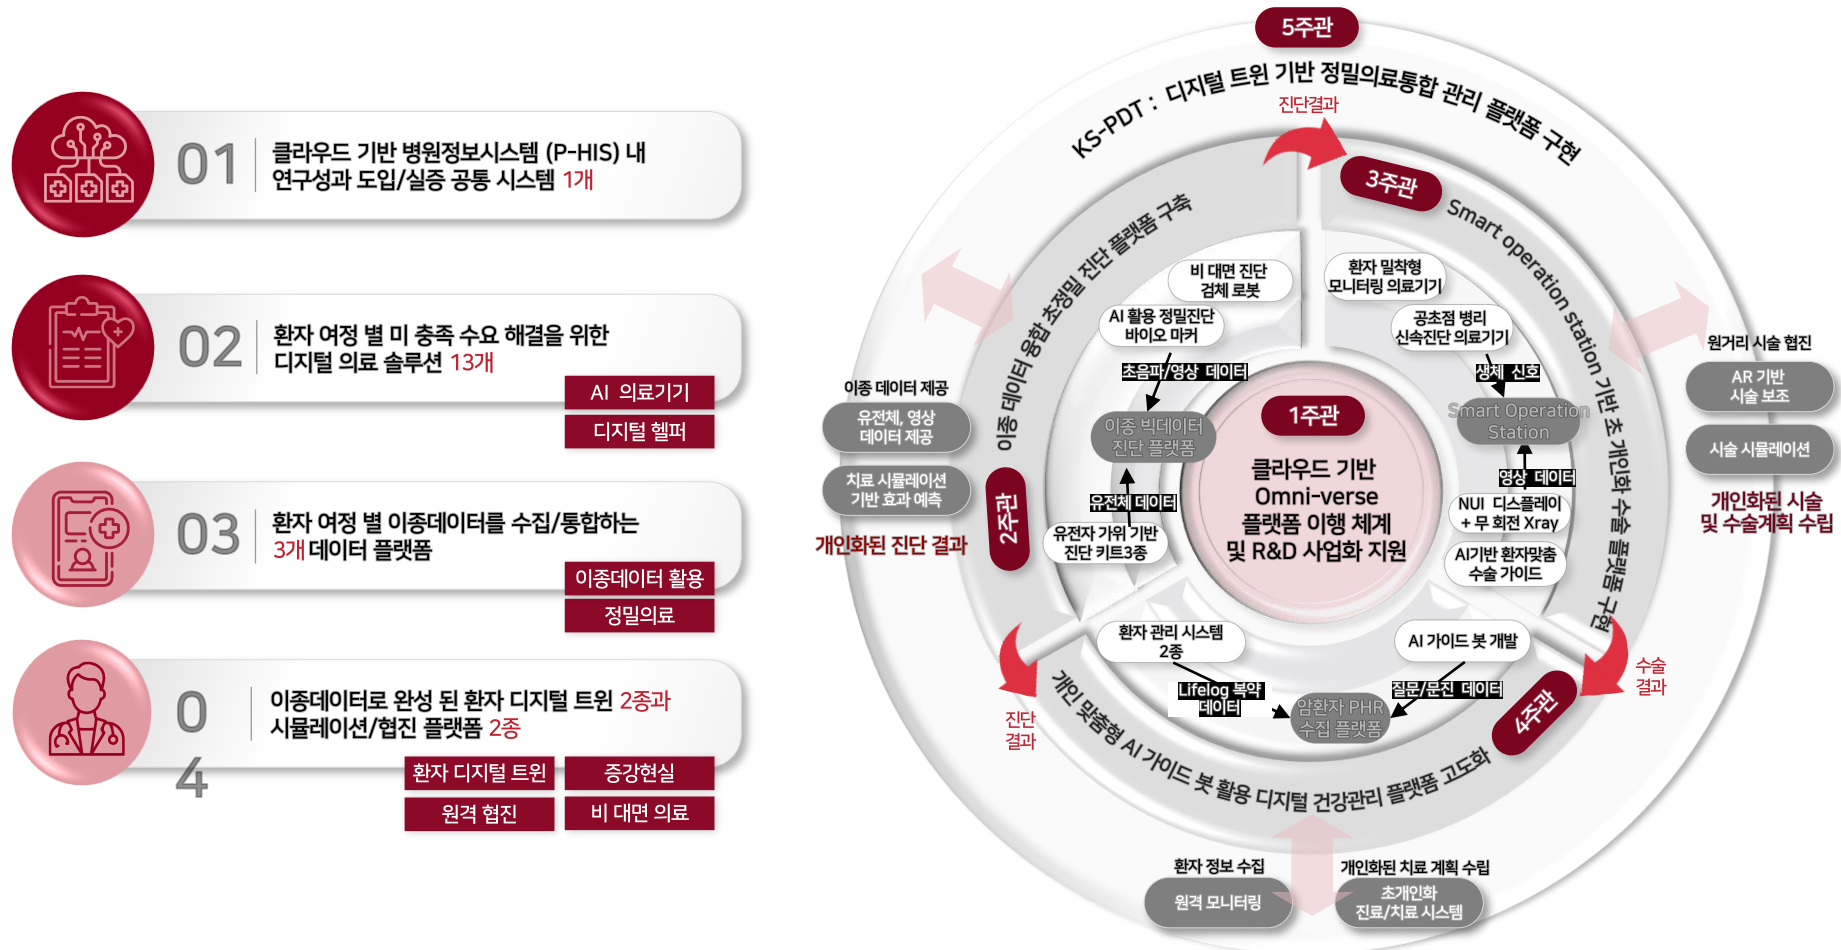 01
클라우드 기반 병원정보시스템 (P-HIS) 내
연구성과 도입/실증 공통 시스템 1개
02
환자 여정 별 미 충족 수요 해결을 위한
디지털 의료 솔루션 13개
AI 의료기기
디지털 헬퍼
03
환자 여정 별 이종데이터를 수집/통합하는
3개 데이터 플랫폼
이종데이터 활용
정밀의료
0
4
이종데이터로 완성 된 환자 디지털 트윈 2종과
시뮬레이션/협진 플랫폼 2종
환자 디지털 트윈
증강현실
원격 협진
비 대면 의료
5주관
KS-PDT : 디지털 트윈 기반 정밀의료통합 관리 플랫폼 구현
진단결과
3주관
Smart operation station 기반 초 개인화 수술 플랫폼 구현
이종 데이터 융합 초정밀 진단 플랫폼 구축
2주관
비 대면 진단
검체 로봇
AI 활용 정밀진단
바이오 마커
초음파/영상 데이터
이종 빅데이터
진단 플랫폼
유전체 데이터
유전자 가위 기반
진단 키트3종
환자 밀착형
모니터링 의료기기
공초점 병리
신속진단 의료기기
생체 신호
Smart Operation
Station
영상 데이터
NUI 디스플레이
+ 무 회전 Xray
AI기반 환자맞춤
수술 가이드
1주관
클라우드 기반
Omni-verse
플랫폼 이행 체계
및 R&D 사업화 지원
이종 데이터 제공
유전체, 영상
데이터 제공
치료 시뮬레이션
기반 효과 예측
개인화된 진단 결과
원거리 시술 협진
AR 기반
시술 보조
시술 시뮬레이션
개인화된 시술
및 수술계획 수립
환자 관리 시스템
2종
Lifelog 복약
데이터
AI 가이드 봇 개발
질문/문진 데이터
암환자 PHR
수집 플랫폼
4주관
수술
결과
진단
결과
개인 맞춤형 AI 가이드 봇 활용 디지털 건강관리 플랫폼 고도화
환자 정보 수집
원격 모니터링
개인화된 치료 계획 수립
초개인화
진료/치료 시스템